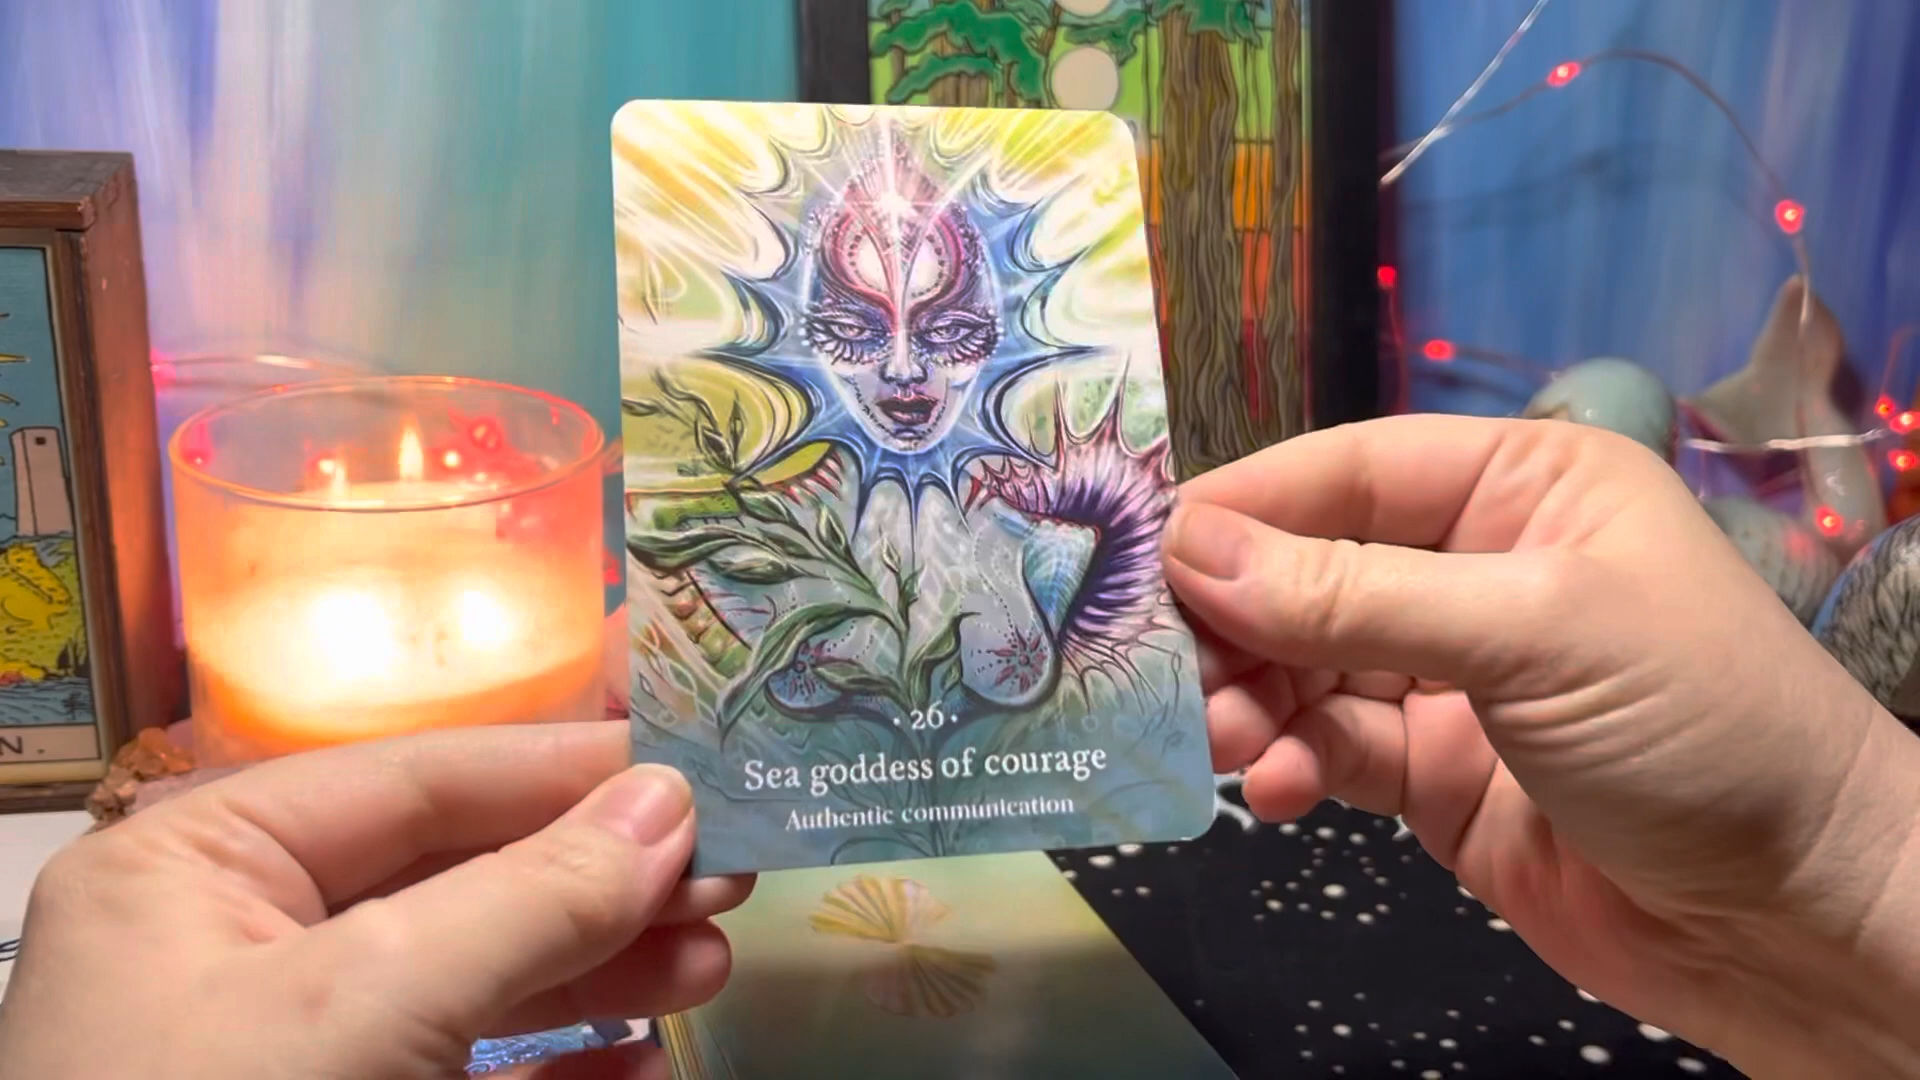 N.
· 26 ·
Sea goddess of courage
Authentic communication